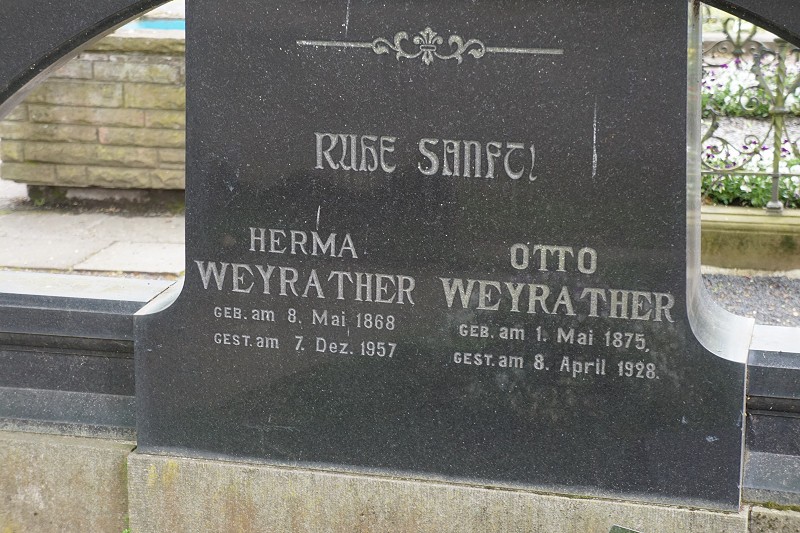 RUHE SANFT!
HERMA
WEYRATHER
GEB. am 8. Mai 1868
GEST. am 7. Dez. 1957
OTTO
WEYRATHER
GEB. am 1. Mai 1875.
GEST. am 8. April 1928.